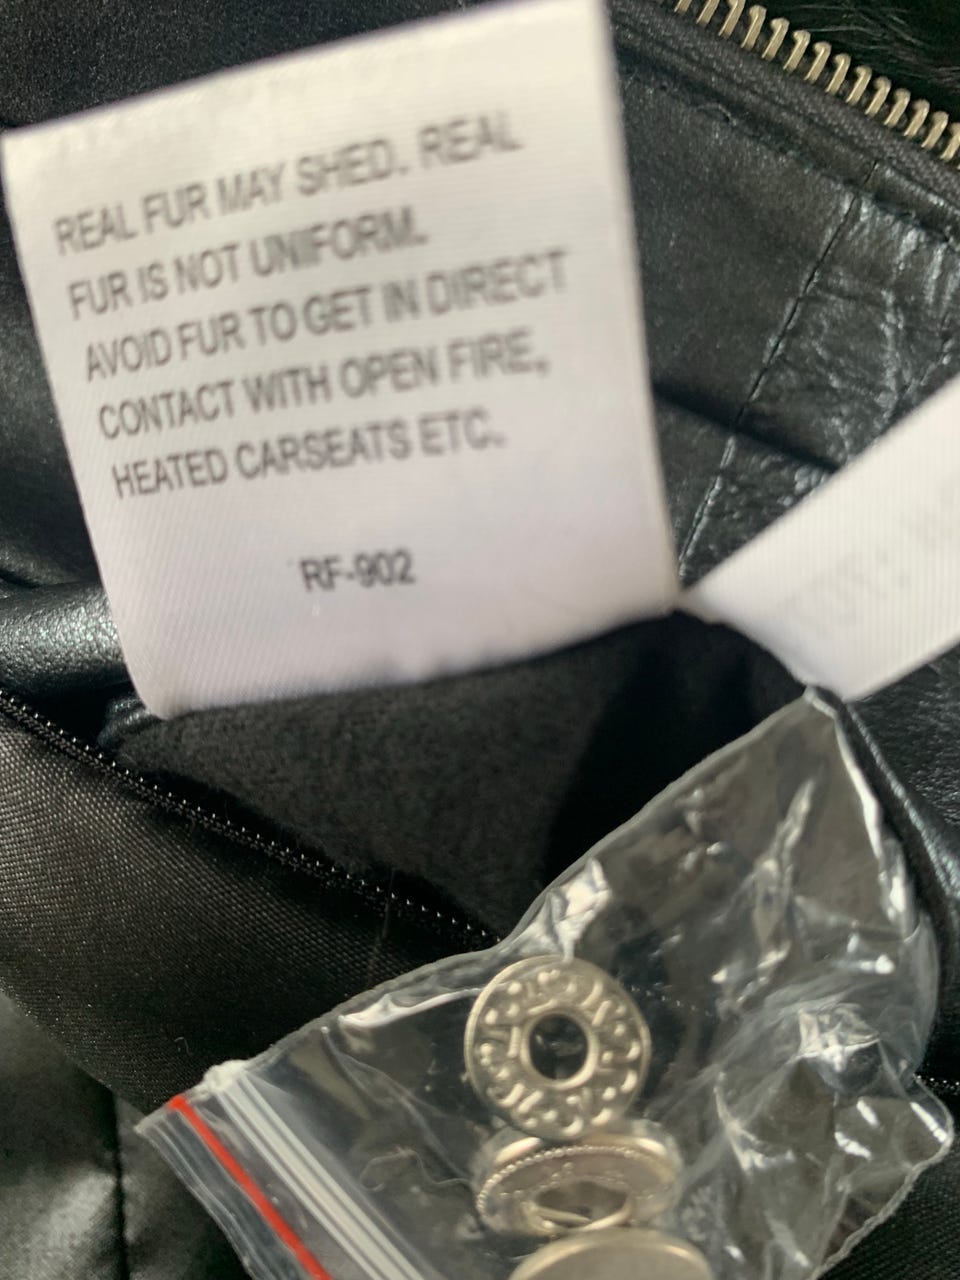 REAL FUR MAY SHED. REAL
FUR IS NOT UNIFORM.
AVOID FUR TO GET IN DIRECT
CONTACT WITH OPEN FIRE,
HEATED CARSEATS ETC.
RF-902